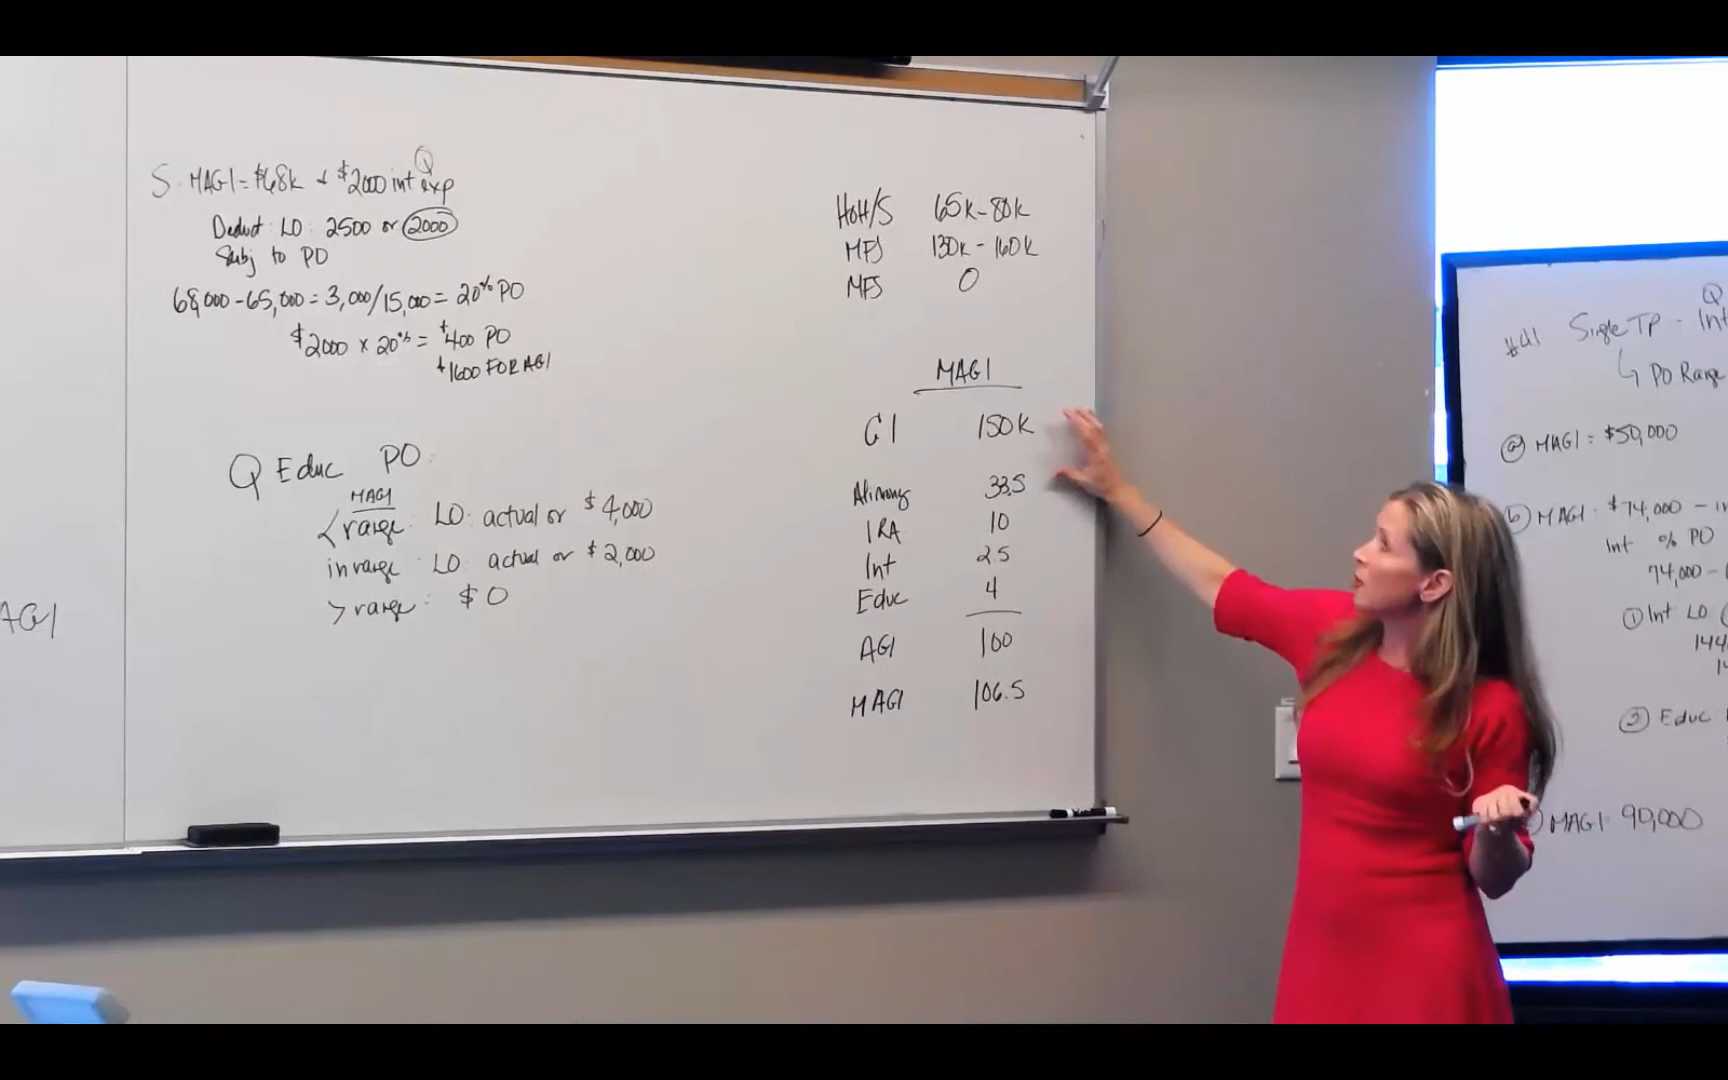 AGI
S. MAGI = $68k + $2000 int Q exp
Deduct: LO: 2500 or 2000
Subj to PO
68,000 - 65,000 = 3,000/15,000 = 20% PO
$2000 x 20% = $400 PO
$1600 FOR AGI
Q Educ PO:
MAGI
< range: LO: actual or $4,000
in range LO: actual or $2,000
> range: $0
HOH/S 65k-80k
MFJ 130k - 160k
MFS 0
MAGI
GI 150k
Alimony 33.5
IRA 10
Int 2.5
Educ 4
AGI 100
MAGI 106.5
Q
#41 Single TP - Int
↳ PO Range
(a) MAGI = $50,000
(b) MAGI: $74,000 - i
Int % PO
74,000 -
① Int LO
144
1
② Educ
) MAGI: 90,000